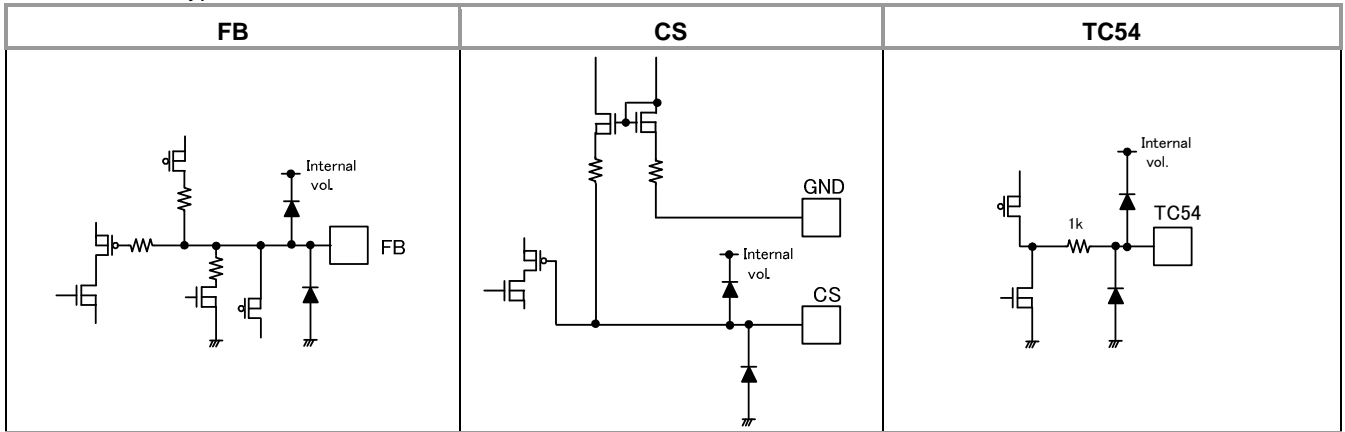 FB
CS
TC54
Internal
vol.
FB
GND
Internal
vol.
CS
Internal
vol.
1k
TC54